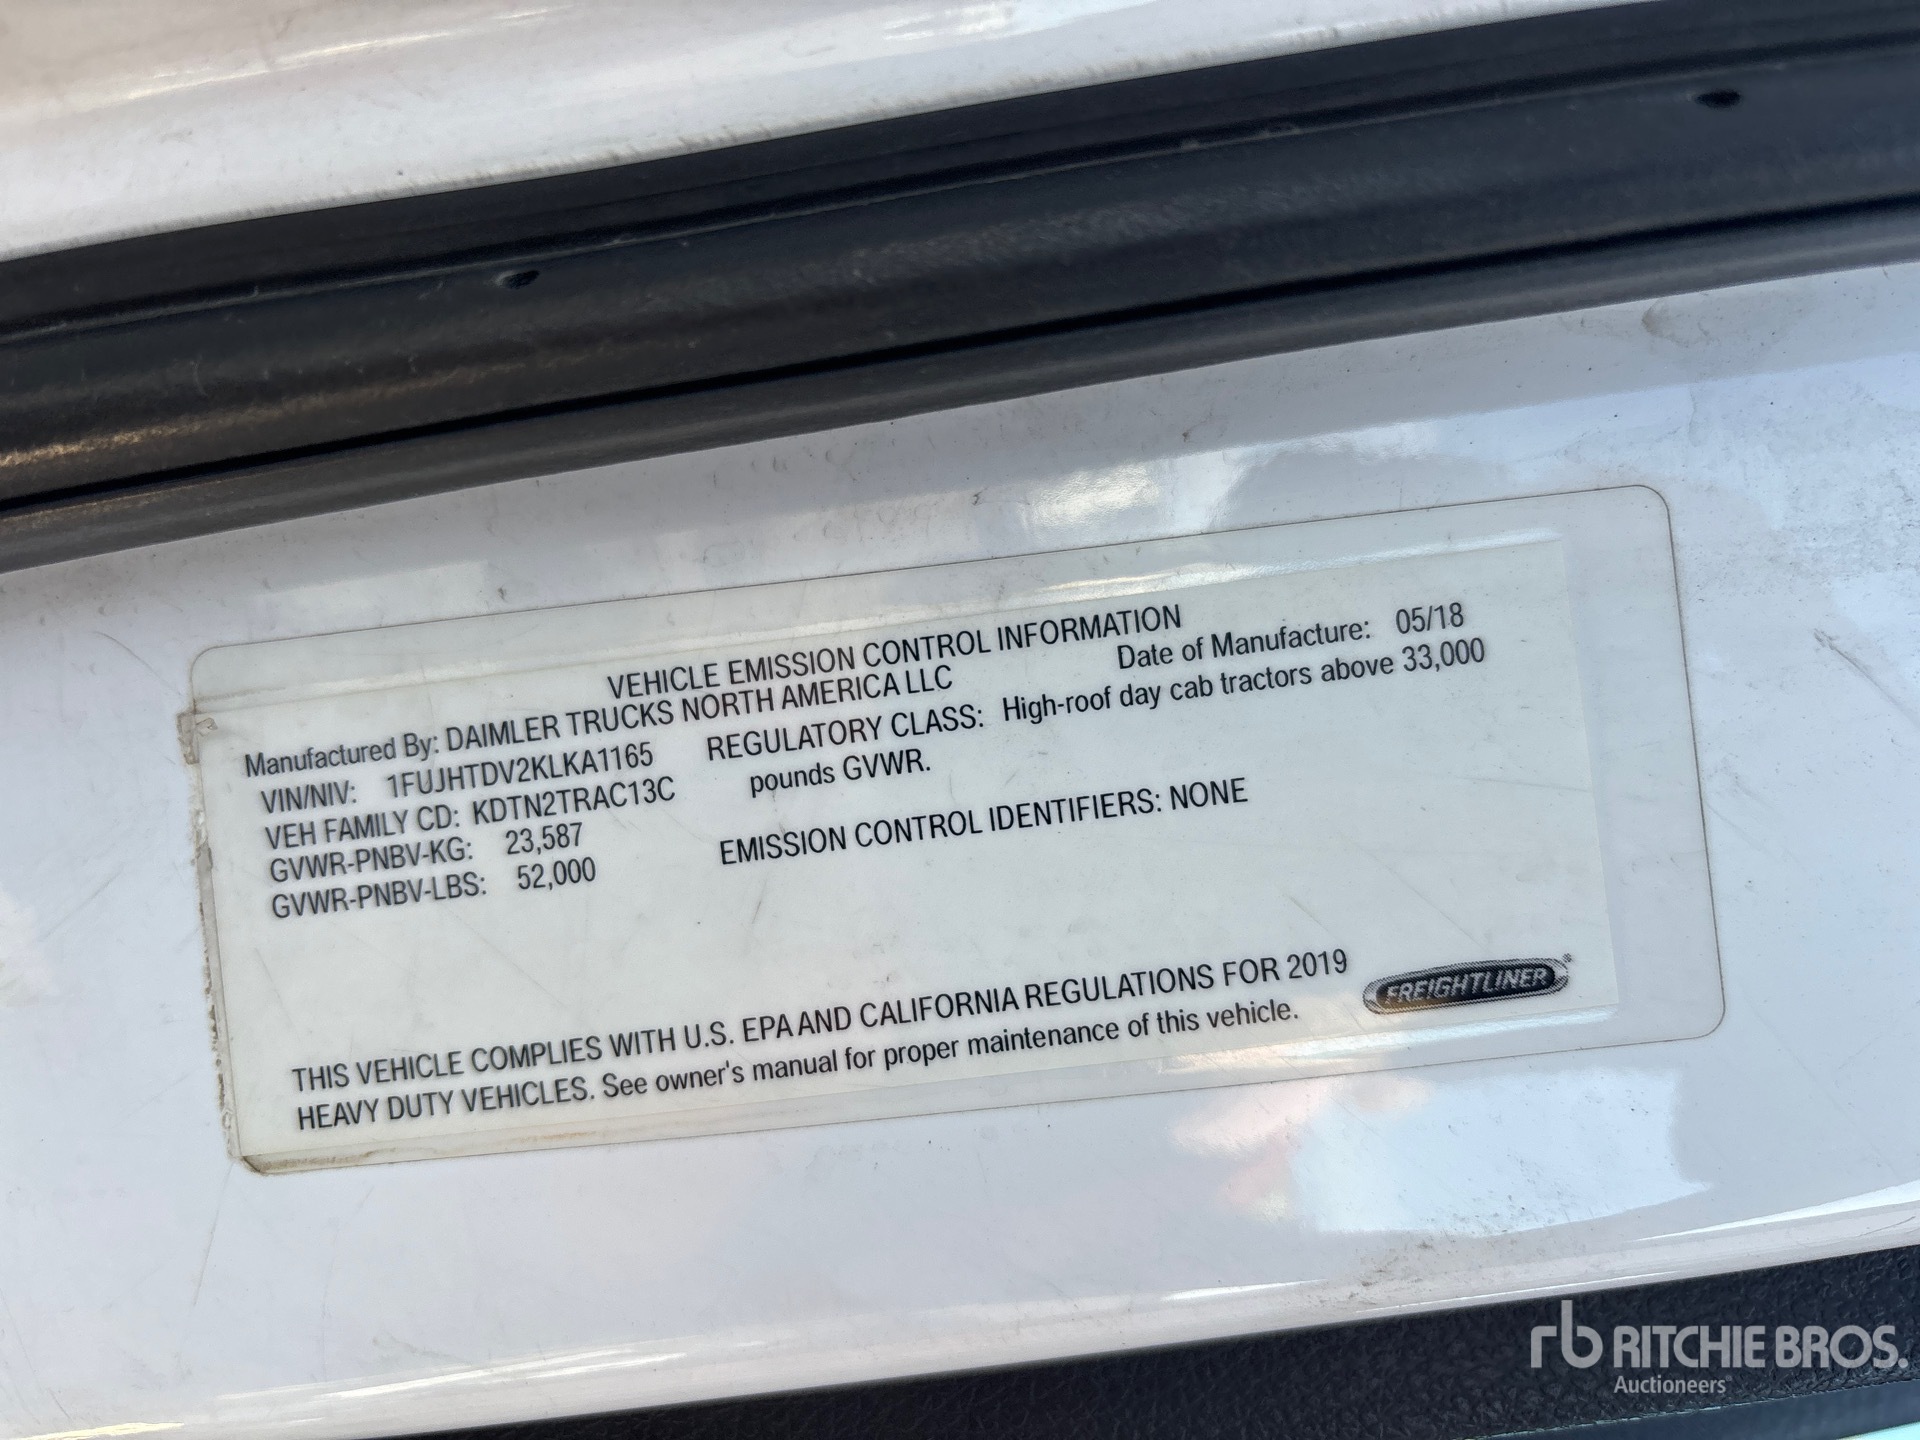 VEHICLE EMISSION CONTROL INFORMATION
Manufactured By: DAIMLER TRUCKS NORTH AMERICA LLC Date of Manufacture: 05/18
VIN/NIV: 1FUJHTDV2KLKA1165 REGULATORY CLASS: High-roof day cab tractors above 33,000
VEH FAMILY CD: KDTN2TRAC13C pounds GVWR.
GVWR-PNBV-KG: 23,587
GVWR-PNBV-LBS: 52,000 EMISSION CONTROL IDENTIFIERS: NONE
THIS VEHICLE COMPLIES WITH U.S. EPA AND CALIFORNIA REGULATIONS FOR 2019
HEAVY DUTY VEHICLES. See owner's manual for proper maintenance of this vehicle.
FREIGHTLINER®
rb RITCHIE BROS.
Auctioneers